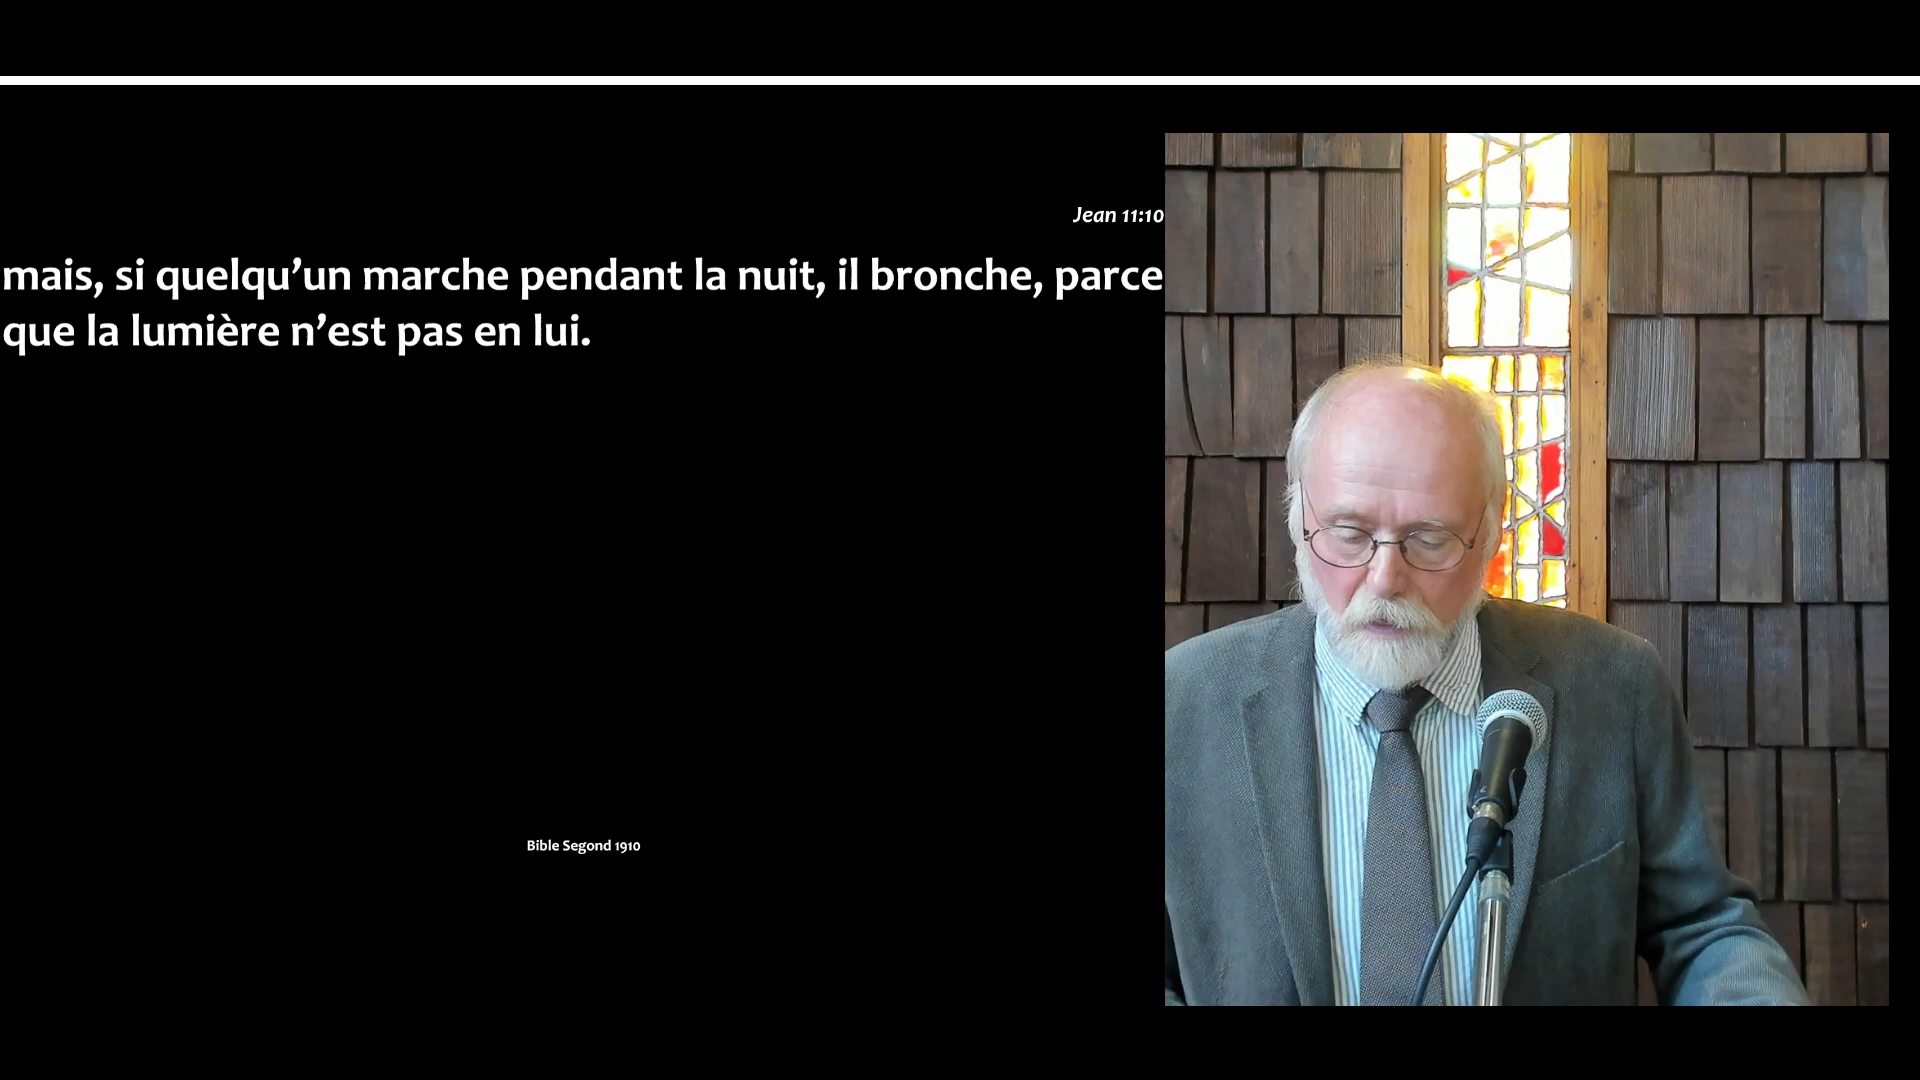 Jean 11:10
mais, si quelqu’un marche pendant la nuit, il bronche, parce
que la lumière n’est pas en lui.
Bible Segond 1910